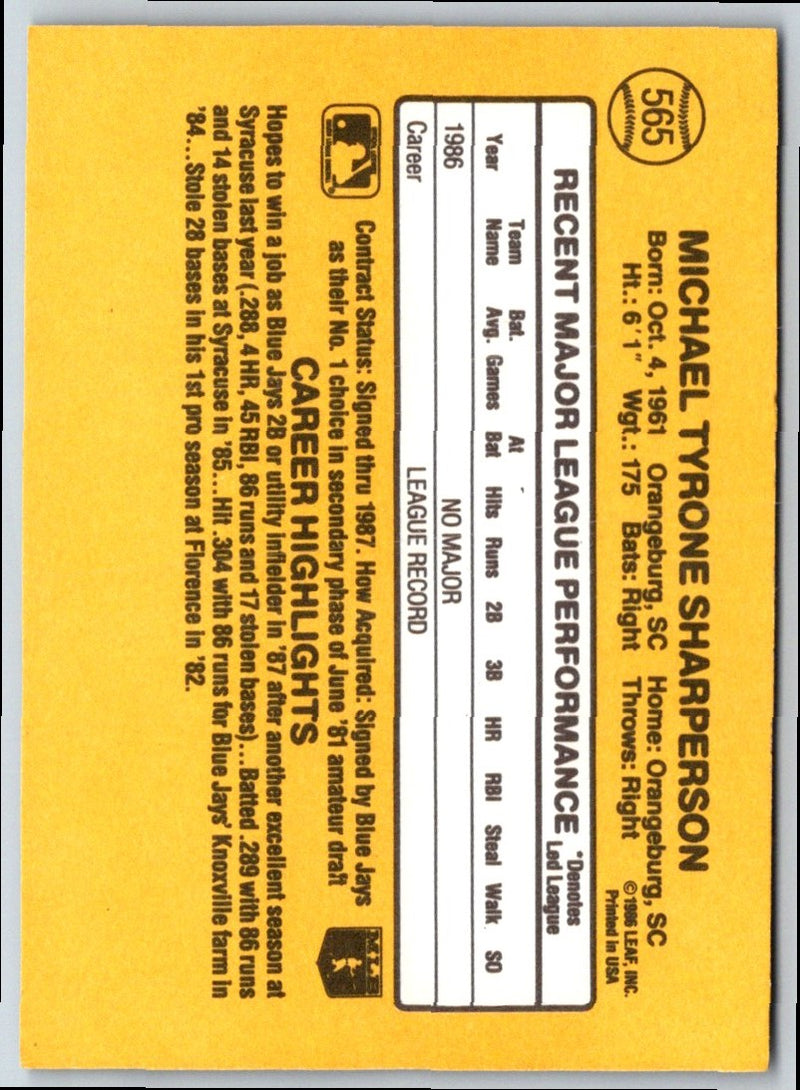 565
MICHAEL TYRONE SHARPERSON
Born: Oct. 4, 1961 Orangeburg, SC Home: Orangeburg, SC
Ht.: 6'1" Wgt.: 175 Bats: Right Throws: Right
©1986 LEAF, INC.
Printed in USA
RECENT MAJOR LEAGUE PERFORMANCE *Denotes Led League
Year Team Name Bat. Avg. Games At Bat Hits Runs 2B 3B HR RBI Steal Walk SO
1986 NO MAJOR
Career LEAGUE RECORD
Contract Status: Signed thru 1987. How Acquired: Signed by Blue Jays
as their No. 1 choice in secondary phase of June '81 amateur draft
MLB
CAREER HIGHLIGHTS
Hopes to win a job as Blue Jays 2B or utility infielder in '87 after another excellent season at
Syracuse last year (.288, 4 HR, 45 RBI, 86 runs and 17 stolen bases)...Batted .289 with 86 runs
and 14 stolen bases at Syracuse in '85...Hit .304 with 86 runs for Blue Jays' Knoxville farm in
'84...Stole 28 bases in his 1st pro season at Florence in '82.